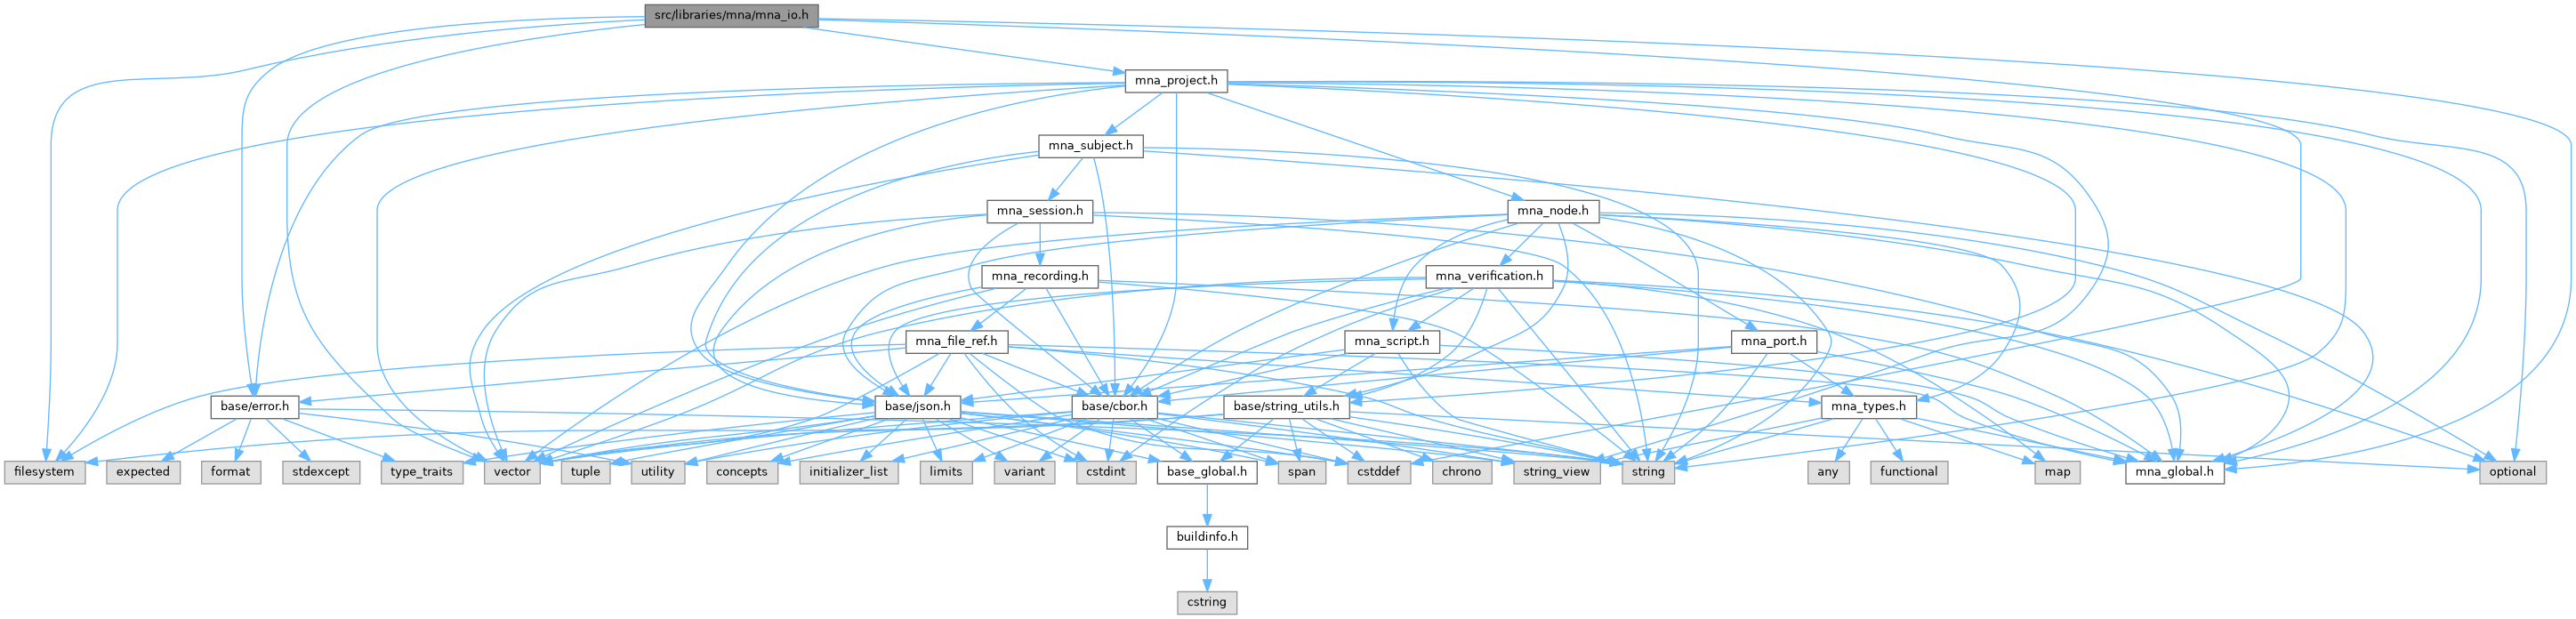 src/libraries/mna/mna_io.h
mna_project.h
mna_subject.h
mna_session.h
mna_node.h
mna_recording.h
mna_verification.h
mna_file_ref.h
mna_script.h
mna_port.h
base/error.h
base/json.h
base/cbor.h
base/string_utils.h
mna_types.h
filesystem
expected
format
stdexcept
type_traits
vector
tuple
utility
concepts
initializer_list
limits
variant
cstdint
base_global.h
span
cstddef
chrono
string_view
string
any
functional
map
mna_global.h
optional
buildinfo.h
cstring